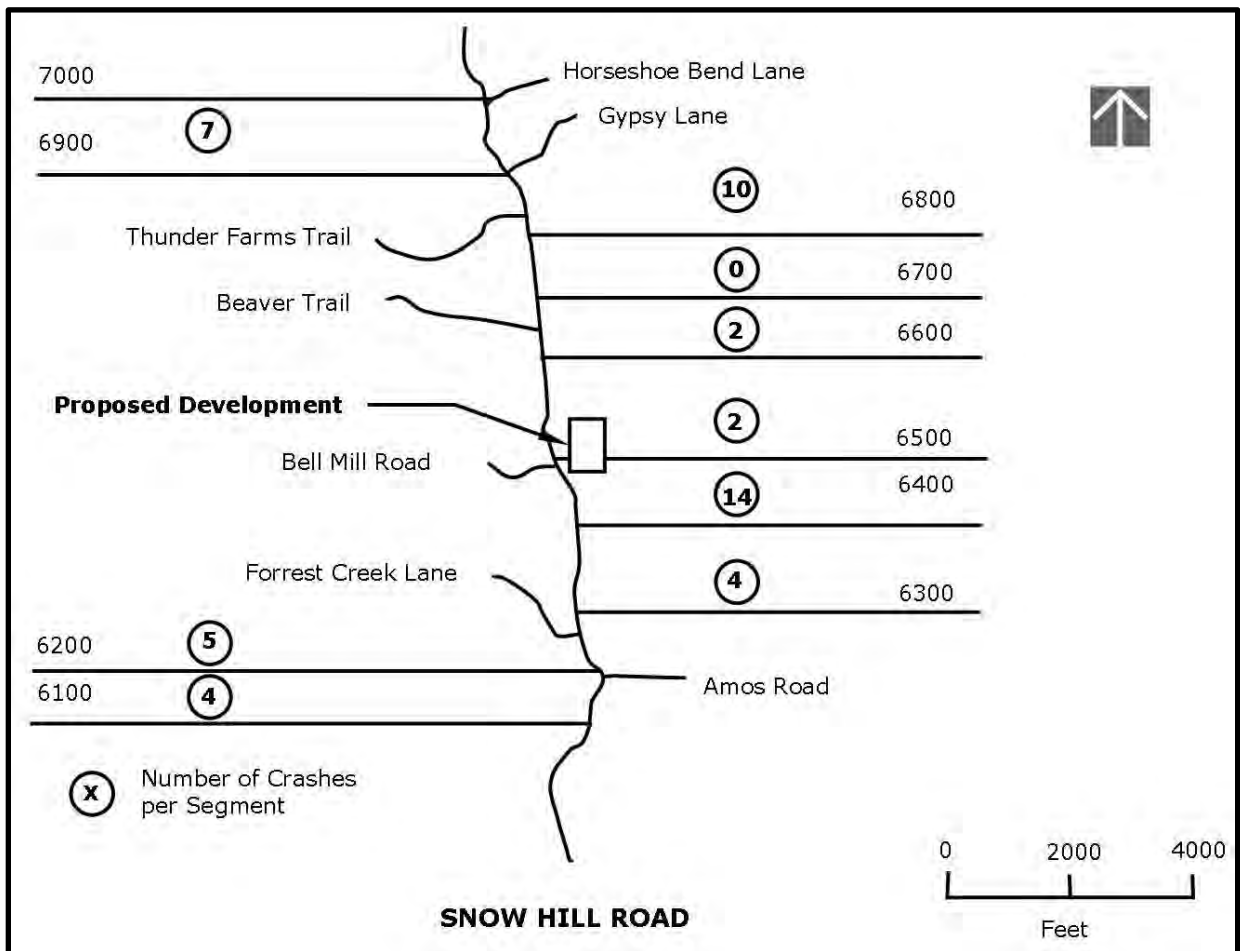 7000
Horseshoe Bend Lane
7
Gypsy Lane
6900
10
6800
Thunder Farms Trail
0
6700
Beaver Trail
2
6600
Proposed Development
2
6500
Bell Mill Road
14
6400
Forrest Creek Lane
4
6300
6200
5
6100
4
Amos Road
X
Number of Crashes
per Segment
0 2000 4000
Feet
SNOW HILL ROAD